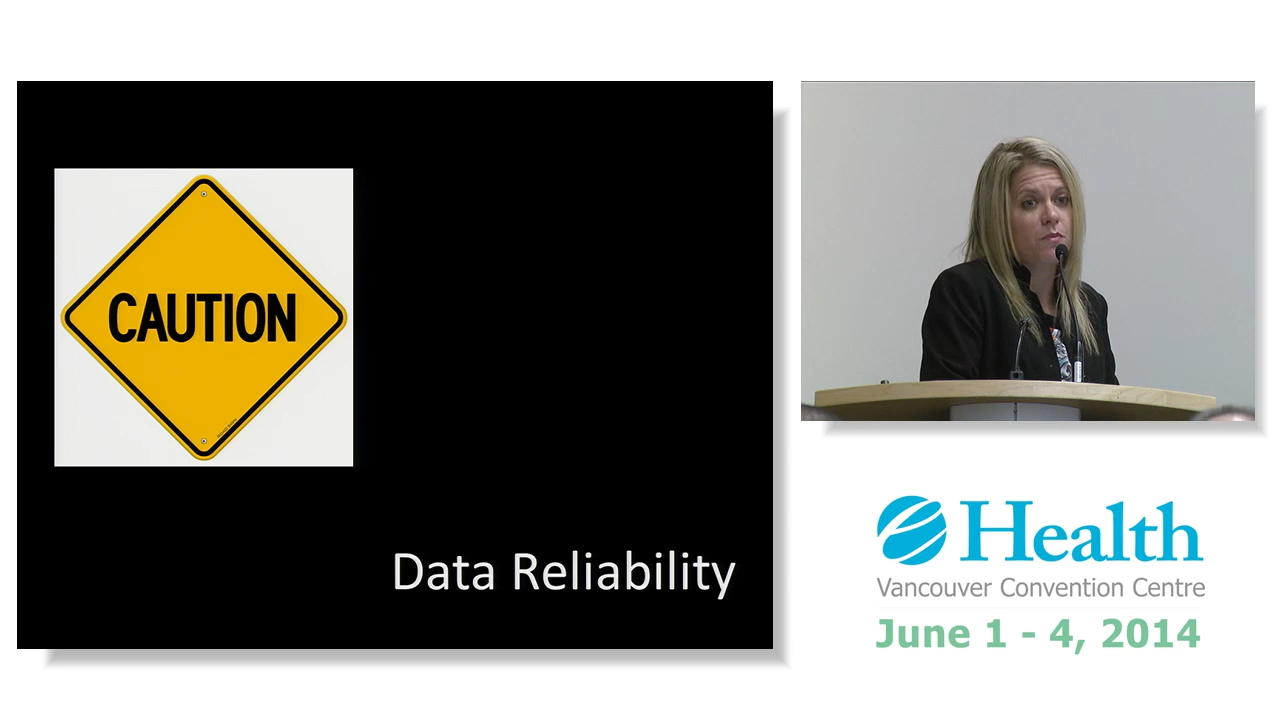 CAUTION
Data Reliability
eHealth
Vancouver Convention Centre
June 1 - 4, 2014